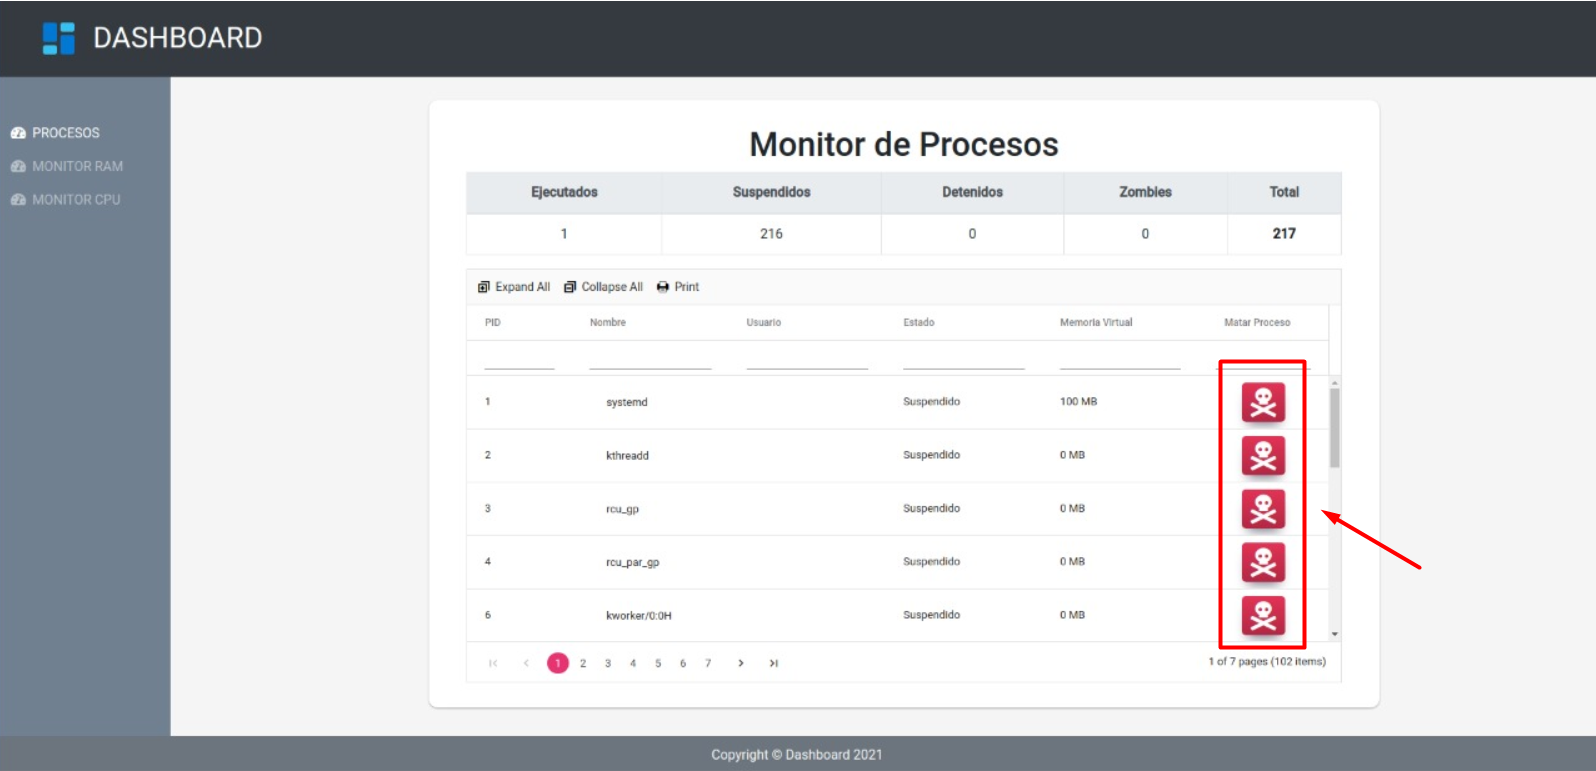 DASHBOARD
PROCESOS
MONITOR RAM
MONITOR CPU
Monitor de Procesos
Ejecutados Suspendidos Detenidos Zombies Total
1 216 0 0 217
Expand All Collapse All Print
PID Nombre Usuario Estado Memoria Virtual Matar Proceso
1 systemd Suspendido 100 MB
2 kthreadd Suspendido 0 MB
3 rcu_gp Suspendido 0 MB
4 rcu_par_gp Suspendido 0 MB
6 kworker/0:0H Suspendido 0 MB
1 2 3 4 5 6 7 1 of 7 pages (102 items)
Copyright © Dashboard 2021